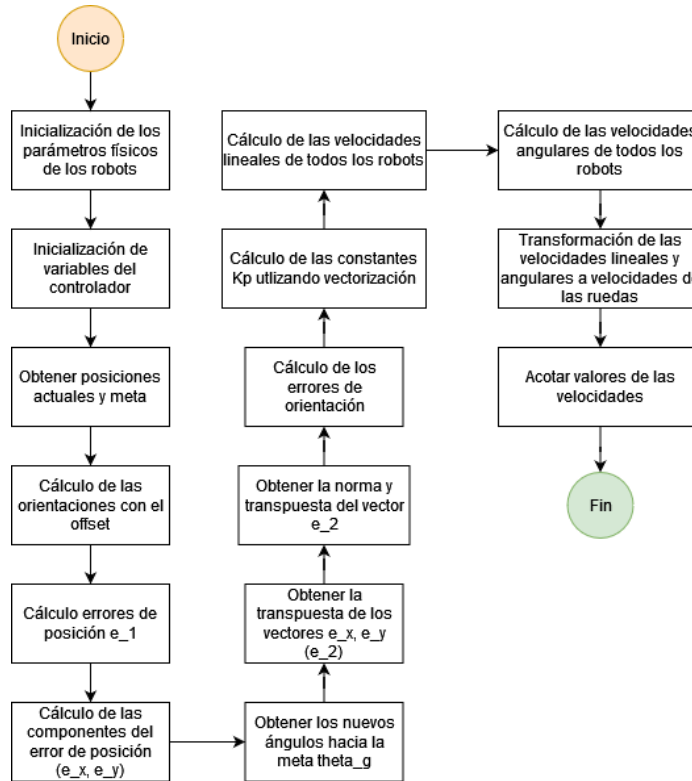 Inicio
Inicialización de los
parámetros físicos
de los robots
Inicialización de
variables del
controlador
Obtener posiciones
actuales y meta
Cálculo de las
orientaciones con el
offset
Cálculo errores de
posición e_1
Cálculo de las
componentes del
error de posición
(e_x, e_y)
Obtener los nuevos
ángulos hacia la
meta theta_g
Obtener la
transpuesta de los
vectores e_x, e_y
(e_2)
Obtener la norma y
transpuesta del vector
e_2
Cálculo de los
errores de
orientación
Cálculo de las constantes
Kp utlizando vectorización
Cálculo de las velocidades
lineales de todos los robots
Cálculo de las velocidades
angulares de todos los
robots
Transformación de las
velocidades lineales y
angulares a velocidades de
las ruedas
Acotar valores de las
velocidades
Fin